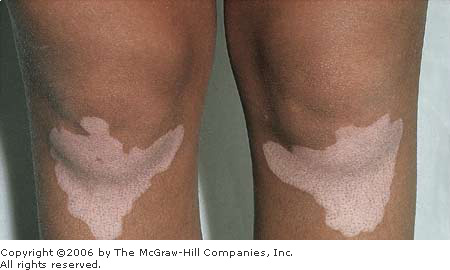 Copyright ©2006 by The McGraw-Hill Companies, Inc.
All rights reserved.